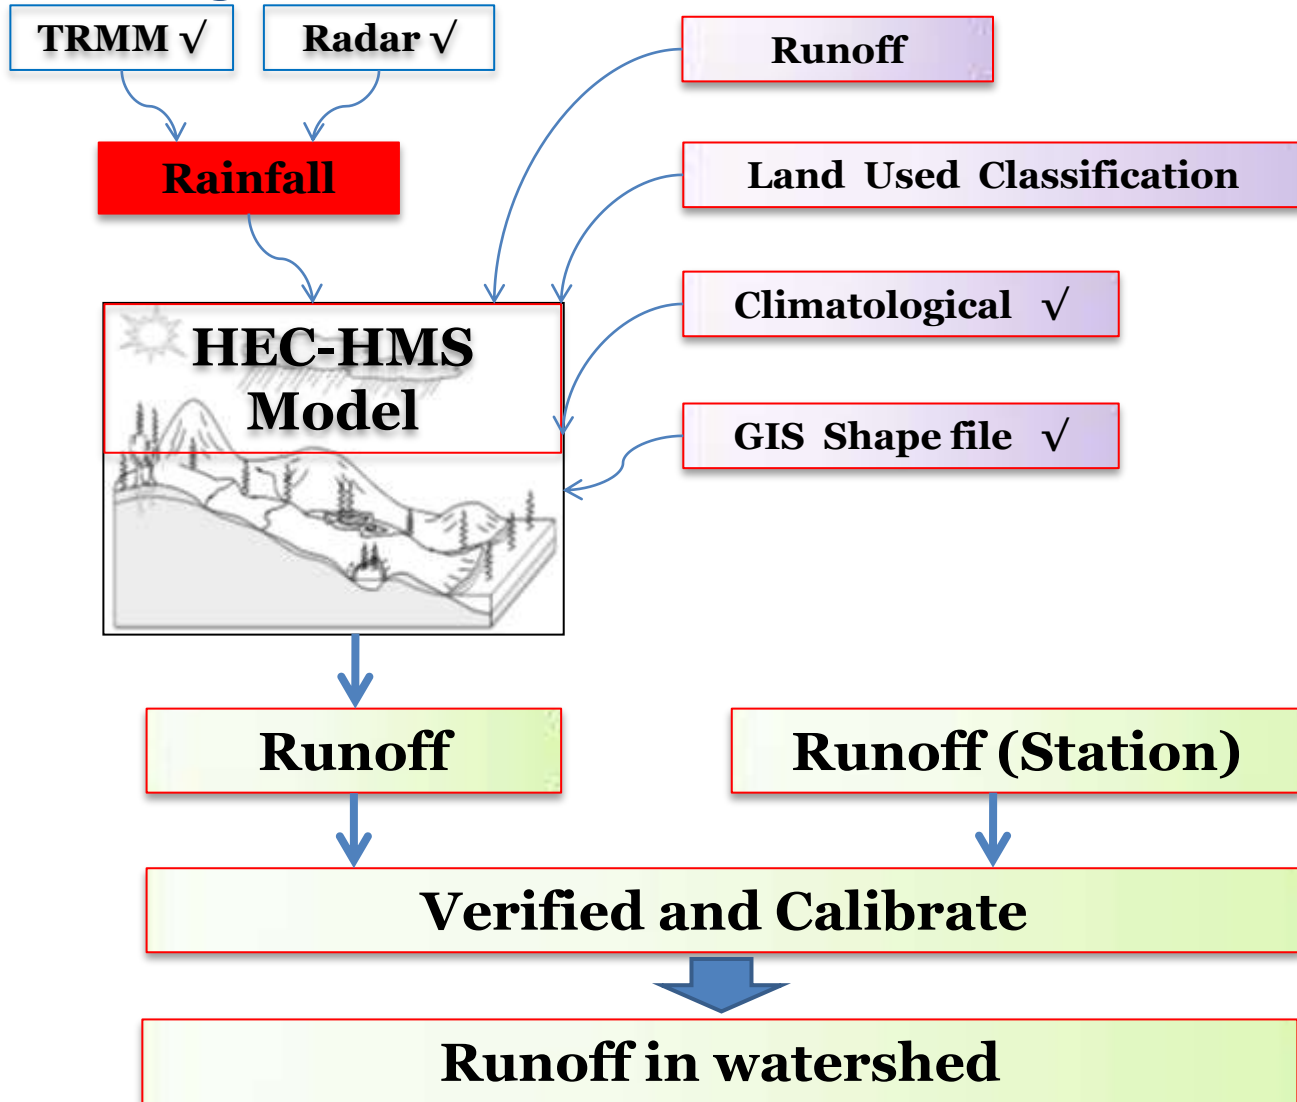 TRMM √
Radar √
Runoff
Rainfall
Land Used Classification
Climatological √
HEC-HMS
Model
GIS Shape file √
Runoff
Runoff (Station)
Verified and Calibrate
Runoff in watershed